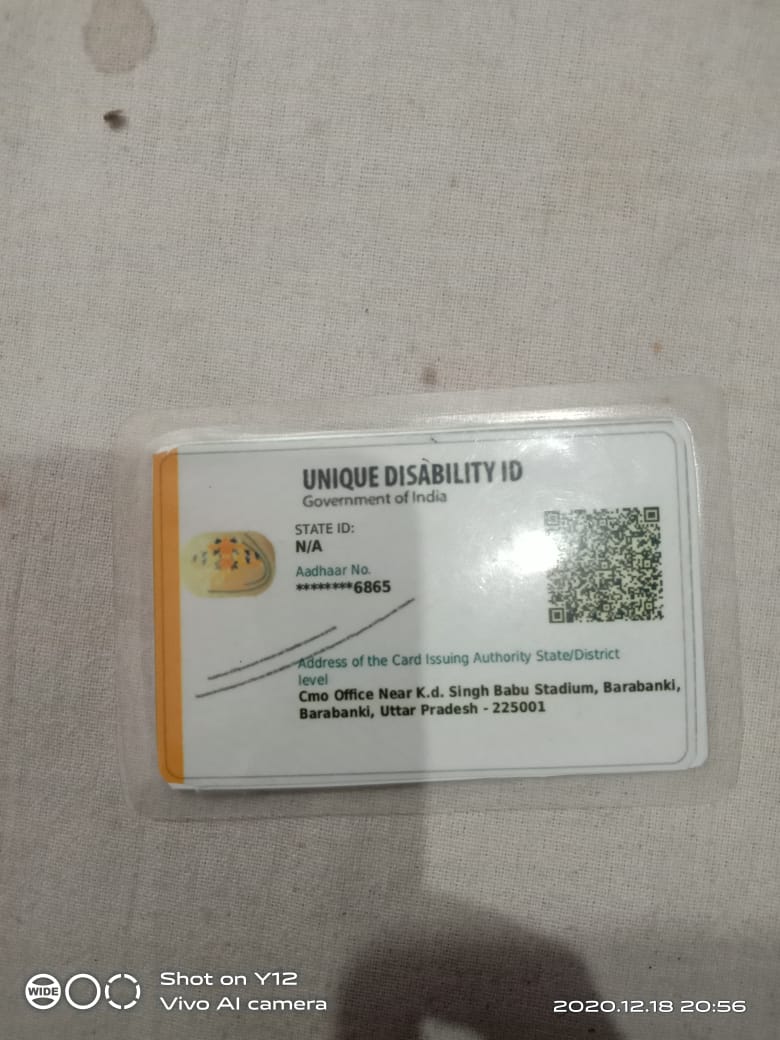 UNIQUE DISABILITY ID
Government of India
STATE ID:
N/A
Aadhaar No.
********6865
Address of the Card Issuing Authority State/District
level
Cmo Office Near K.d. Singh Babu Stadium, Barabanki,
Barabanki, Uttar Pradesh - 225001
WIDE
Shot on Y12
Vivo AI camera
2020.12.18 20:56